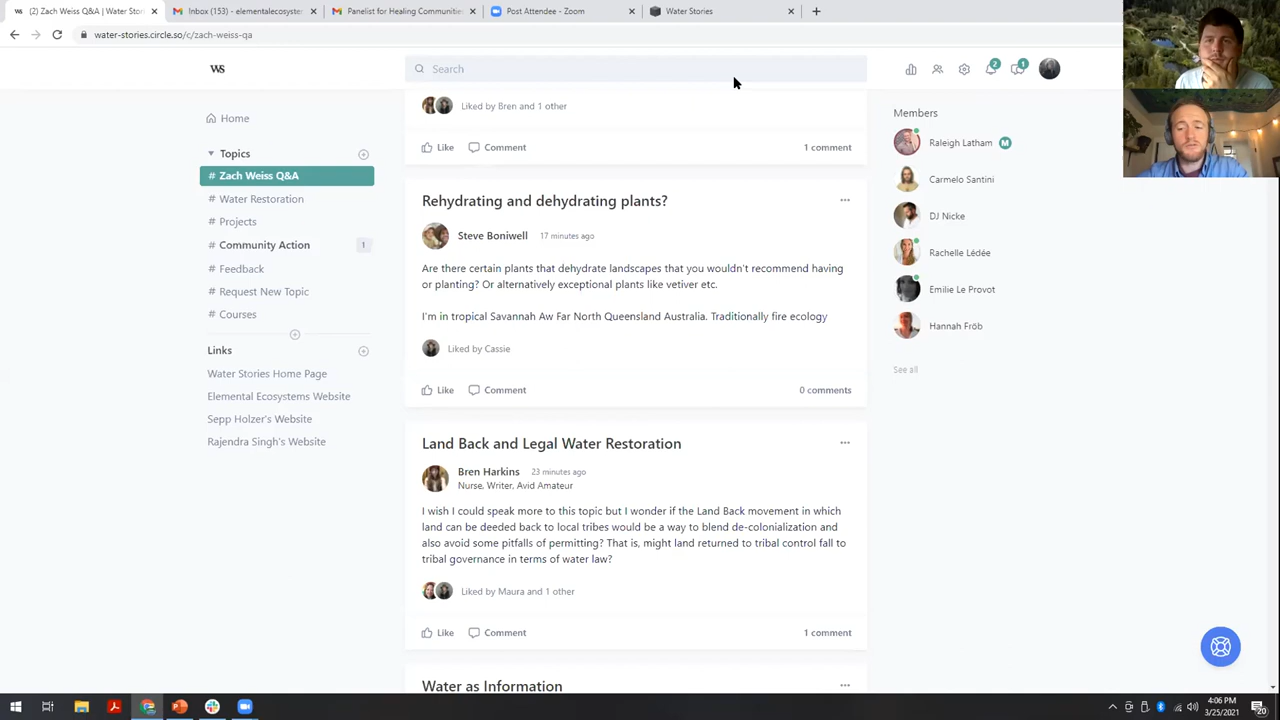 (2) Zach Weiss Q&A | Water Stori
Inbox (153) - elementalecosystem
Panelist for Healing Communities
Post Attendee - Zoom
Water Stories
water-stories.circle.so/c/zach-weiss-qa
WS
Search
2
1
Home
Topics
# Zach Weiss Q&A
# Water Restoration
# Projects
# Community Action 1
# Feedback
# Request New Topic
# Courses
Links
Water Stories Home Page
Elemental Ecosystems Website
Sepp Holzer's Website
Rajendra Singh's Website
Liked by Bren and 1 other
Like Comment 1 comment
Rehydrating and dehydrating plants?
Steve Boniwell 17 minutes ago
Are there certain plants that dehydrate landscapes that you wouldn't recommend having
or planting? Or alternatively exceptional plants like vetiver etc.
I'm in tropical Savannah Aw Far North Queensland Australia. Traditionally fire ecology
Liked by Cassie
Like Comment 0 comments
Land Back and Legal Water Restoration
Bren Harkins 23 minutes ago
Nurse, Writer, Avid Amateur
I wish I could speak more to this topic but I wonder if the Land Back movement in which
land can be deeded back to local tribes would be a way to blend de-colonialization and
also avoid some pitfalls of permitting? That is, might land returned to tribal control fall to
tribal governance in terms of water law?
Liked by Maura and 1 other
Like Comment 1 comment
Water as Information
Members
Raleigh Latham M
Carmelo Santini
DJ Nicke
Rachelle Lédée
Emilie Le Provot
Hannah Fröb
See all
4:06 PM
3/25/2021
20